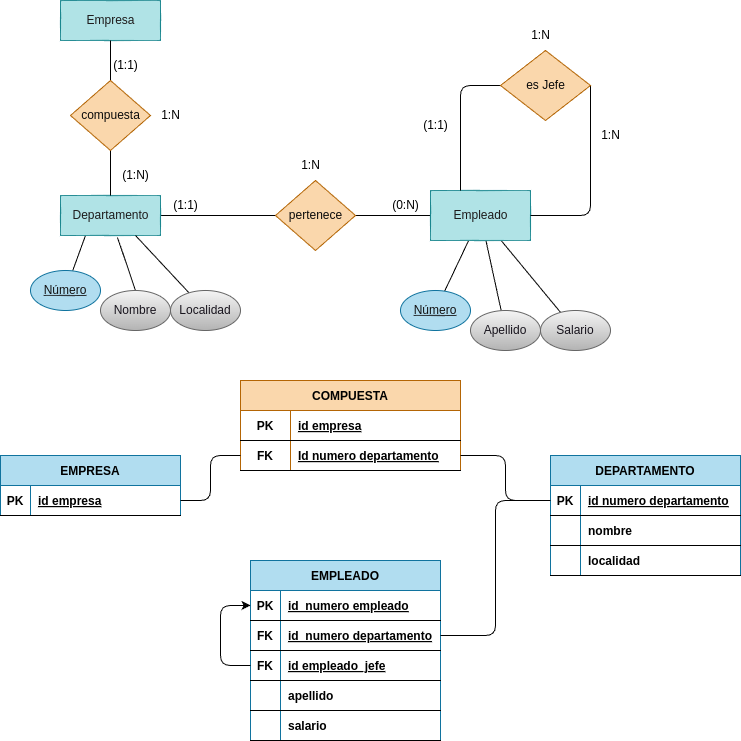 Empresa
(1:1)
compuesta
1:N
(1:N)
1:N
es Jefe
(1:1)
1:N
1:N
Departamento
(1:1)
pertenece
(0:N)
Empleado
Número
Nombre
Localidad
Número
Apellido
Salario
COMPUESTA
PK id empresa
FK Id numero departamento
EMPRESA
PK id empresa
DEPARTAMENTO
PK id numero departamento
nombre
localidad
EMPLEADO
PK id_numero empleado
FK id_numero departamento
FK id empleado_jefe
apellido
salario